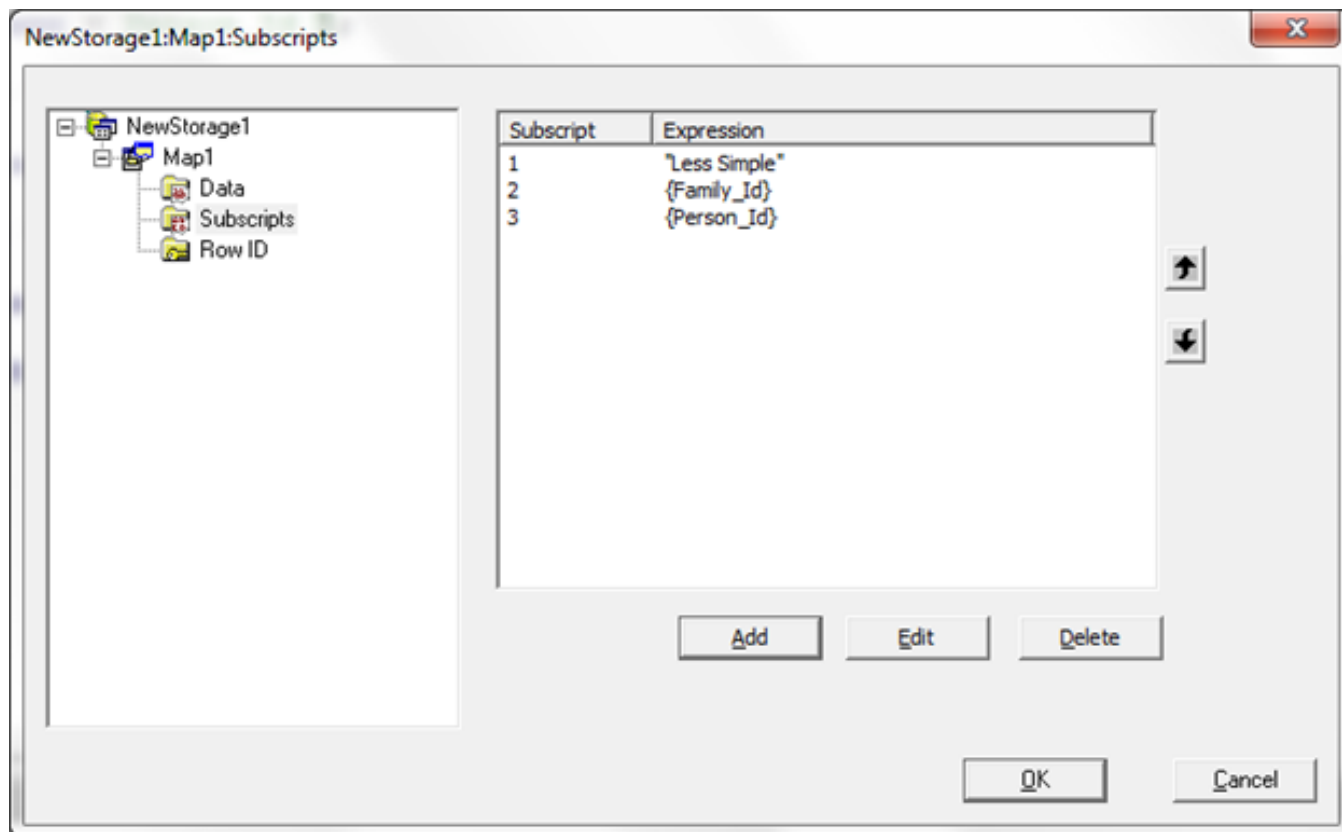 NewStorage1:Map1:Subscripts
NewStorage1
Map1
Data
Subscripts
Row ID
Subscript Expression
1 "Less Simple"
2 {Family_Id}
3 {Person_Id}
Add Edit Delete
OK Cancel